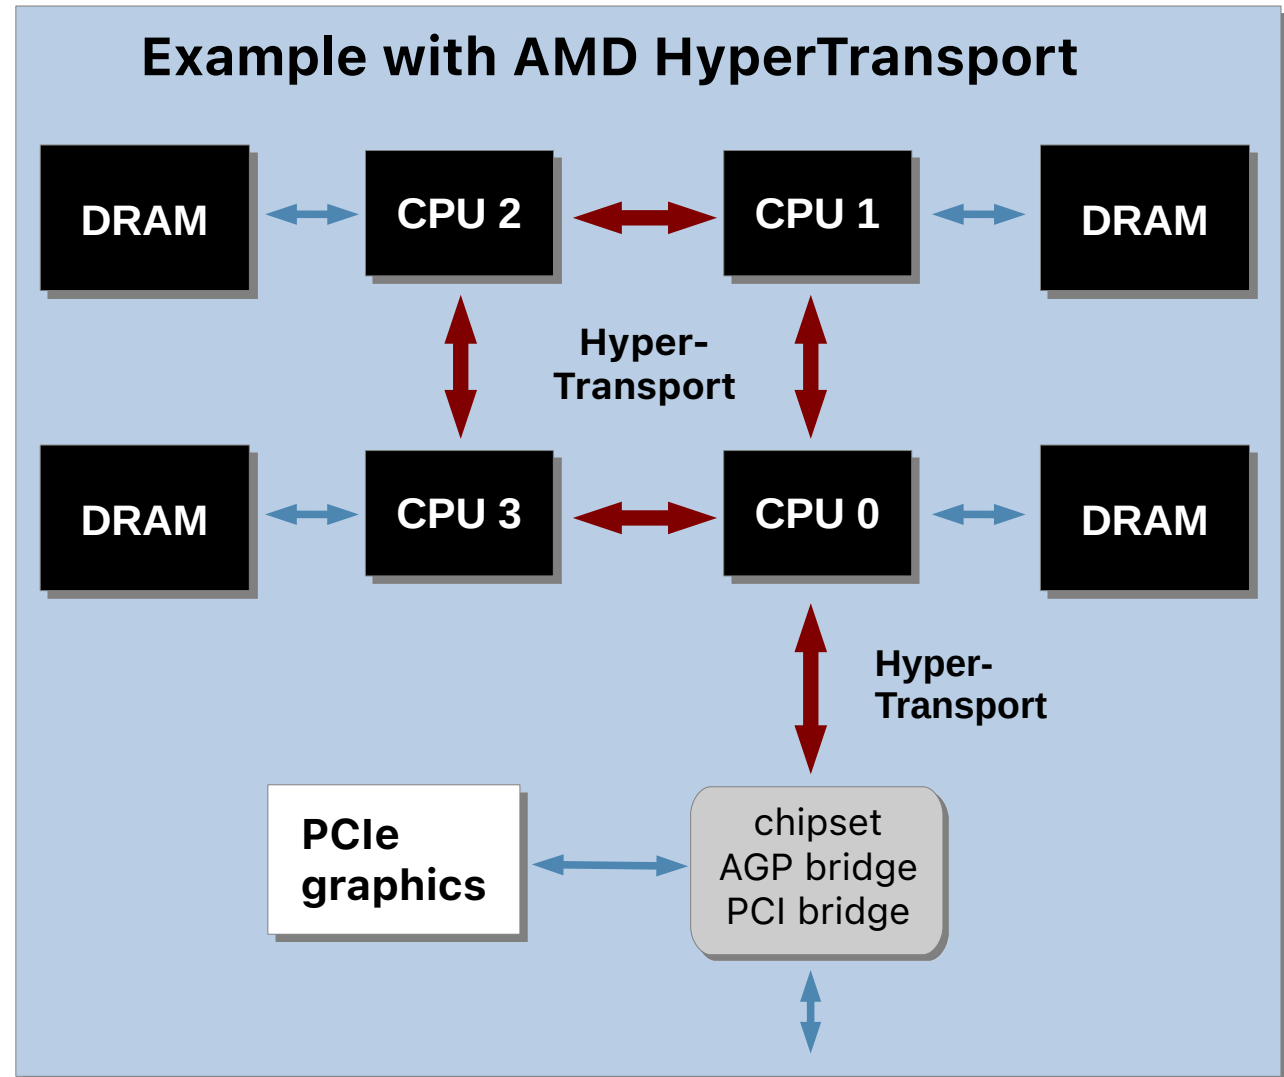 Example with AMD HyperTransport
DRAM
CPU 2
CPU 1
DRAM
Hyper-
Transport
DRAM
CPU 3
CPU 0
DRAM
Hyper-
Transport
PCIe
graphics
chipset
AGP bridge
PCI bridge